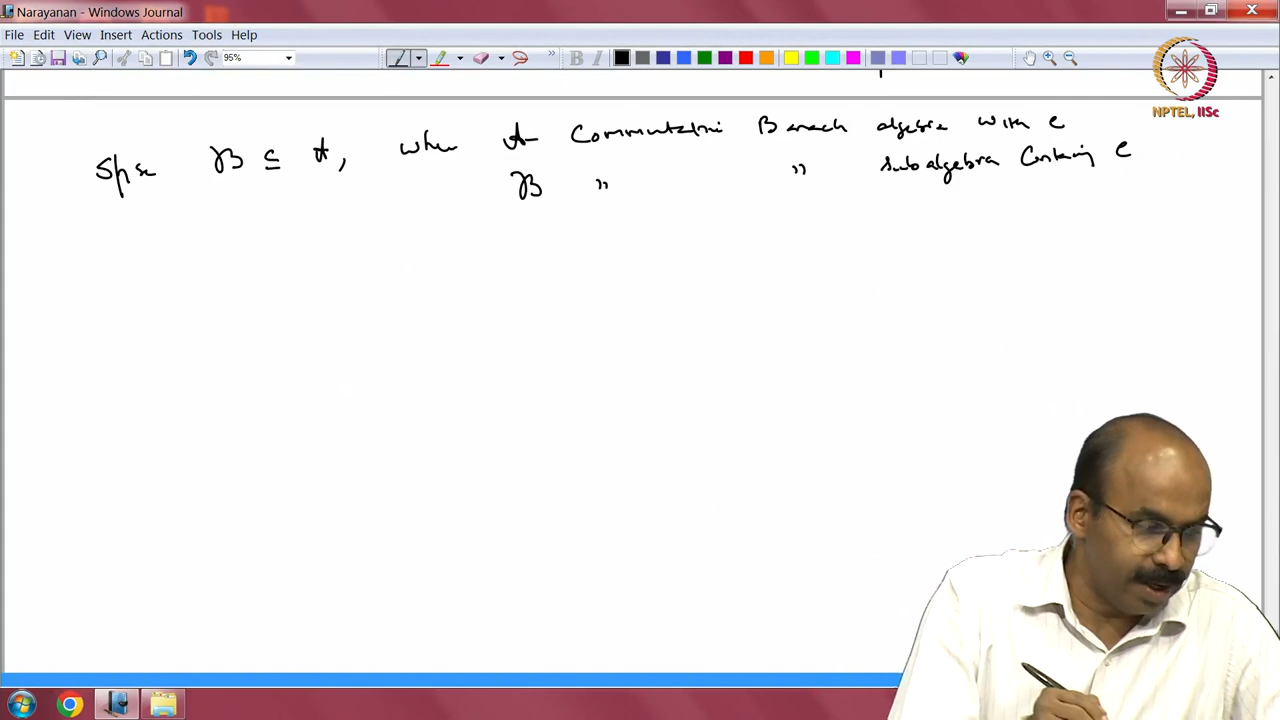 Narayanan - Windows Journal
File Edit View Insert Actions Tools Help
95%
NPTEL, IISc
Spse B ⊆ A, where A - Commutative Banach algebra with e
B " " subalgebra Containing e